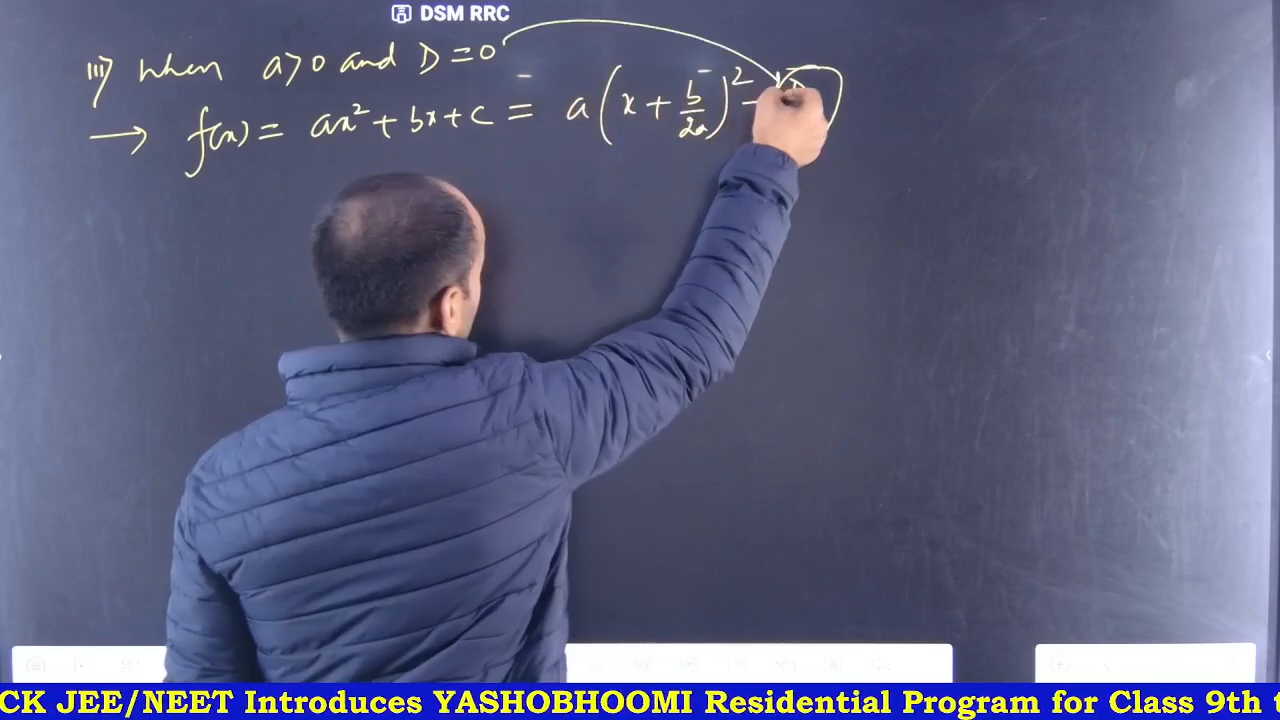 DSM RRC
iii) When a>0 and D=0
→ f(x) = ax² + bx + c = a(x + b/2a)² -
CK JEE/NEET Introduces YASHOBHOOMI Residential Program for Class 9th